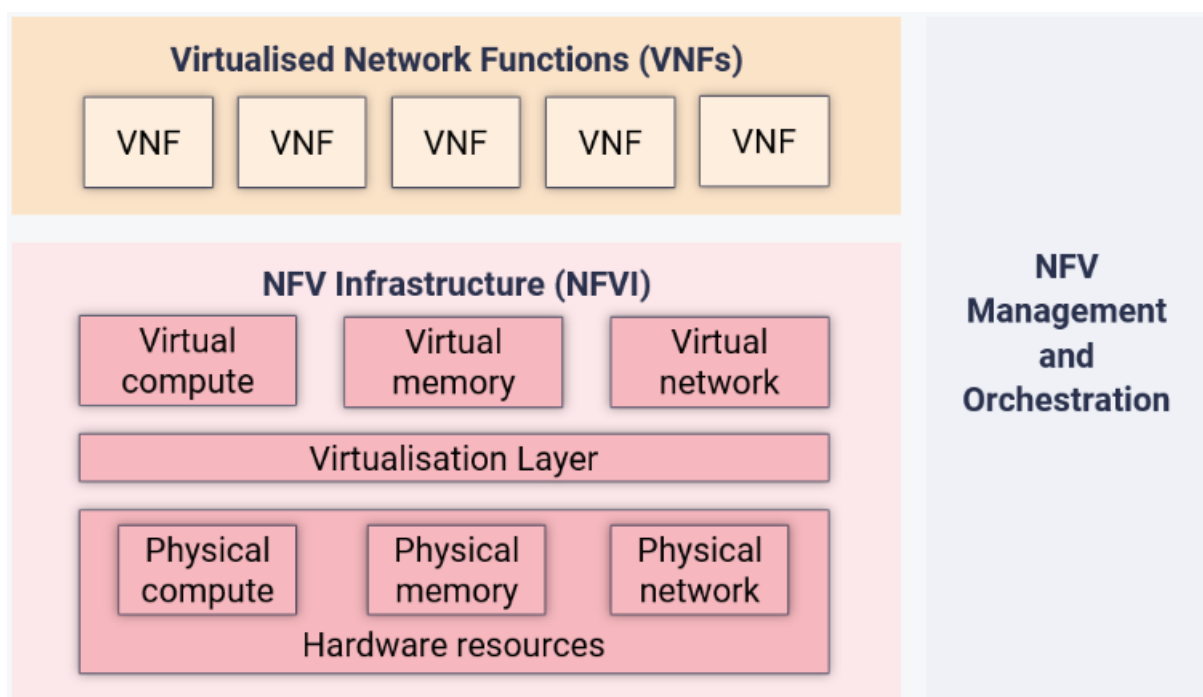 Virtualised Network Functions (VNFs)
VNF
VNF
VNF
VNF
VNF
NFV Infrastructure (NFVI)
Virtual
compute
Virtual
memory
Virtual
network
Virtualisation Layer
Physical
compute
Physical
memory
Physical
network
Hardware resources
NFV
Management
and
Orchestration